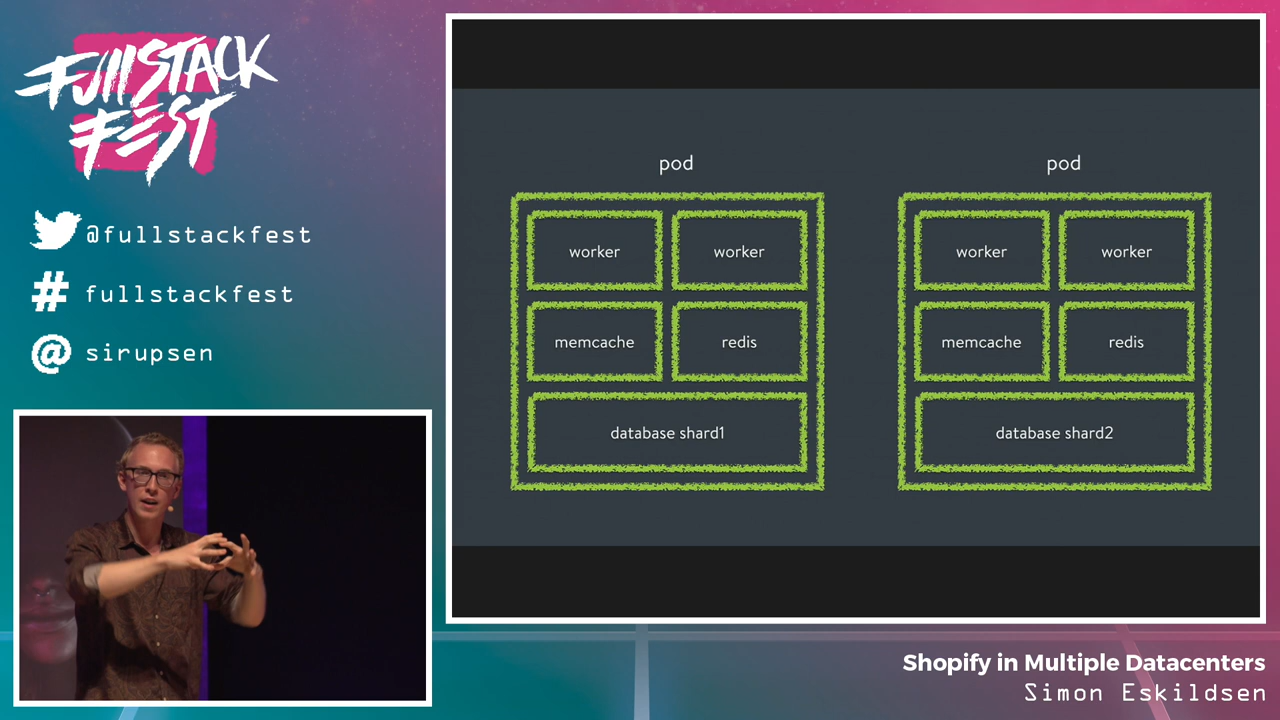 FullSTACK
FEST
@fullstackfest
# fullstackfest
@ sirupsen
pod
worker worker
memcache redis
database shard1
pod
worker worker
memcache redis
database shard2
Shopify in Multiple Datacenters
Simon Eskildsen